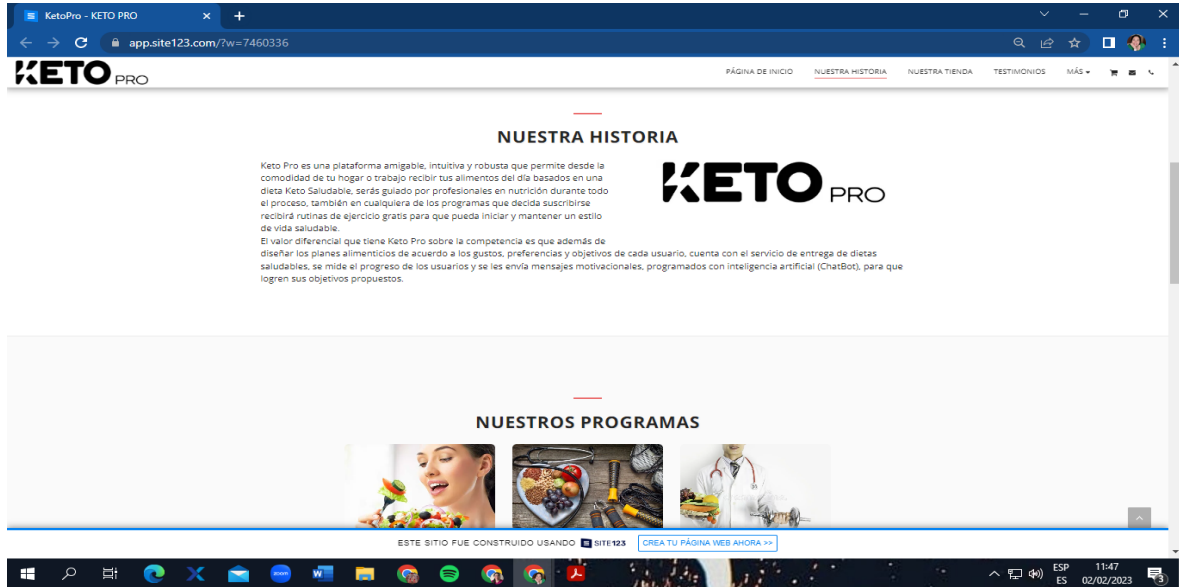 KetoPro - KETO PRO
app.site123.com/?w=7460336
KETO PRO
PÁGINA DE INICIO NUESTRA HISTORIA NUESTRA TIENDA TESTIMONIOS MÁS
NUESTRA HISTORIA
Keto Pro es una plataforma amigable, intuitiva y robusta que permite desde la
comodidad de tu hogar o trabajo recibir tus alimentos del día basados en una
dieta Keto Saludable, serás guiado por profesionales en nutrición durante todo
el proceso, también en cualquiera de los programas que decida suscribirse
recibirá rutinas de ejercicio gratis para que pueda iniciar y mantener un estilo
de vida saludable.
El valor diferencial que tiene Keto Pro sobre la competencia es que además de
diseñar los planes alimenticios de acuerdo a los gustos, preferencias y objetivos de cada usuario, cuenta con el servicio de entrega de dietas
saludables, se mide el progreso de los usuarios y se les envía mensajes motivacionales, programados con inteligencia artificial (ChatBot), para que
logren sus objetivos propuestos.
KETO PRO
NUESTROS PROGRAMAS
ESTE SITIO FUE CONSTRUIDO USANDO SITE123 CREA TU PÁGINA WEB AHORA >>
zoom
ESP 11:47
ES 02/02/2023 3